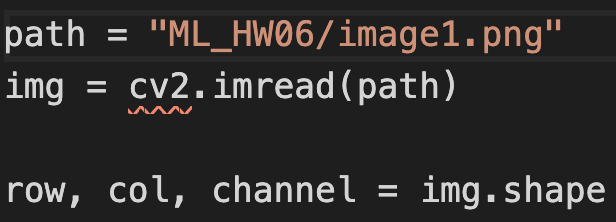 path = "ML_HW06/image1.png"
img = cv2.imread(path)
row, col, channel = img.shape